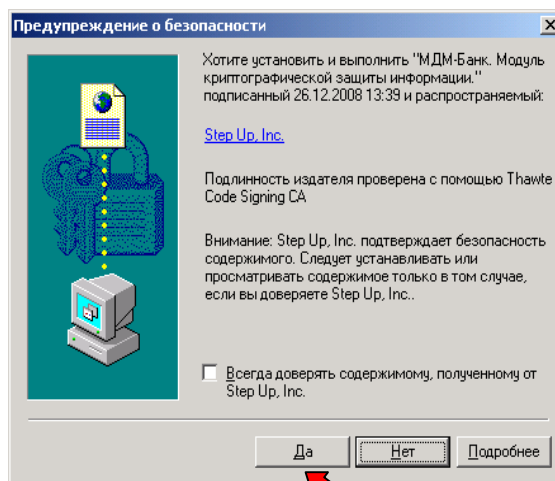 Предупреждение о безопасности
Хотите установить и выполнить "МДМ-Банк. Модуль
криптографической защиты информации."
подписанный 26.12.2008 13:39 и распространяемый:
Step Up, Inc.
Подлинность издателя проверена с помощью Thawte
Code Signing CA
Внимание: Step Up, Inc. подтверждает безопасность
содержимого. Следует устанавливать или
просматривать содержимое только в том случае,
если вы доверяете Step Up, Inc..
Всегда доверять содержимому, полученному от
Step Up, Inc.
Да
Нет
Подробнее